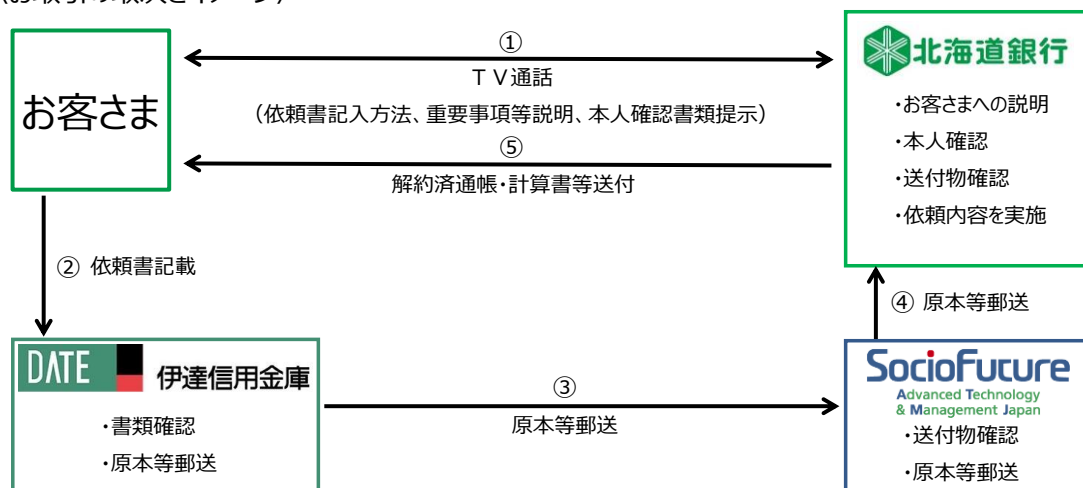 ①
TV通話
(依頼書記入方法、重要事項等説明、本人確認書類提示)
⑤
解約済通帳・計算書等送付
お客さま
北海道銀行
・お客さまへの説明
・本人確認
・送付物確認
・依頼内容を実施
② 依頼書記載
④ 原本等郵送
DATE 伊達信用金庫
・書類確認
・原本等郵送
③
原本等郵送
SocioFuture
Advanced Technology
& Management Japan
・送付物確認
・原本等郵送